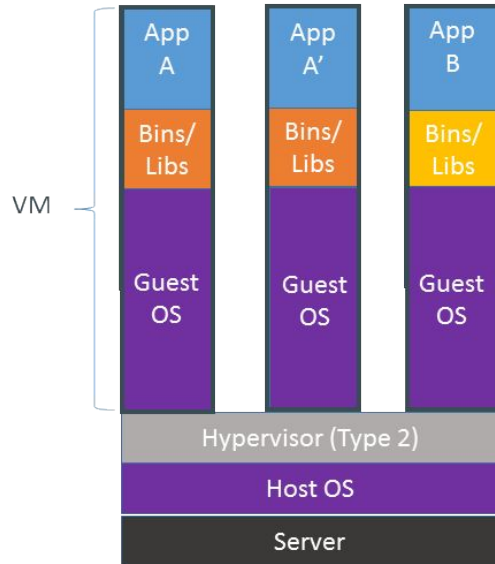 App
A
App
A’
App
B
Bins/
Libs
Bins/
Libs
Bins/
Libs
VM
Guest
OS
Guest
OS
Guest
OS
Hypervisor (Type 2)
Host OS
Server